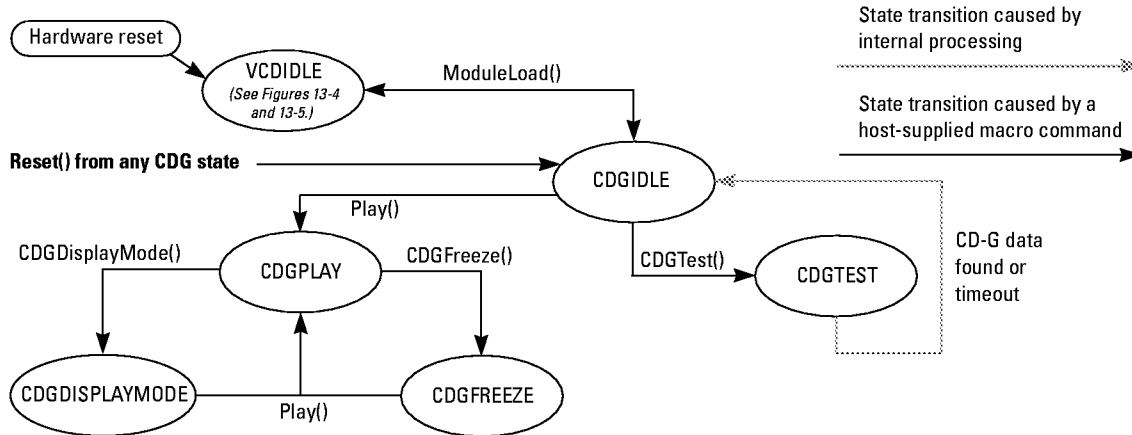 Hardware reset
VCDIDLE
(See Figures 13-4
and 13-5.)
ModuleLoad()
State transition caused by
internal processing
State transition caused by a
host-supplied macro command
Reset() from any CDG state
CDGIDLE
Play()
CDGDisplayMode()
CDGPLAY
CDGFreeze()
CDGTest()
CDGTEST
CD-G data
found or
timeout
CDGDISPLAYMODE
Play()
CDGFREEZE